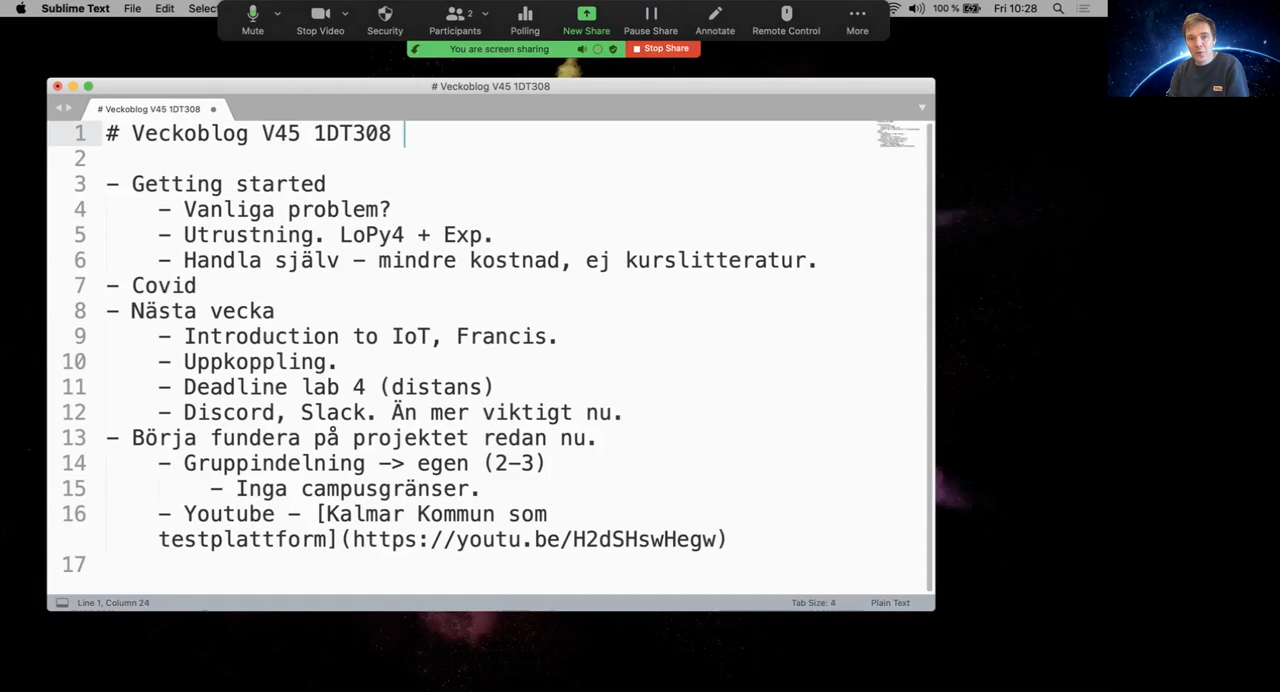 Sublime Text File Edit Selec 100 % Fri 10:28
2
Mute Stop Video Security Participants Polling New Share Pause Share Annotate Remote Control More
You are screen sharing Stop Share
# Veckoblog V45 1DT308
# Veckoblog V45 1DT308
1 # Veckoblog V45 1DT308
2
3 - Getting started
4 - Vanliga problem?
5 - Utrustning. LoPy4 + Exp.
6 - Handla själv - mindre kostnad, ej kurslitteratur.
7 - Covid
8 - Nästa vecka
9 - Introduction to IoT, Francis.
10 - Uppkoppling.
11 - Deadline lab 4 (distans)
12 - Discord, Slack. Än mer viktigt nu.
13 - Börja fundera på projektet redan nu.
14 - Gruppindelning -> egen (2-3)
15 - Inga campusgränser.
16 - Youtube - [Kalmar Kommun som
testplattform](https://youtu.be/H2dSHswHegw)
17
Line 1, Column 24 Tab Size: 4 Plain Text